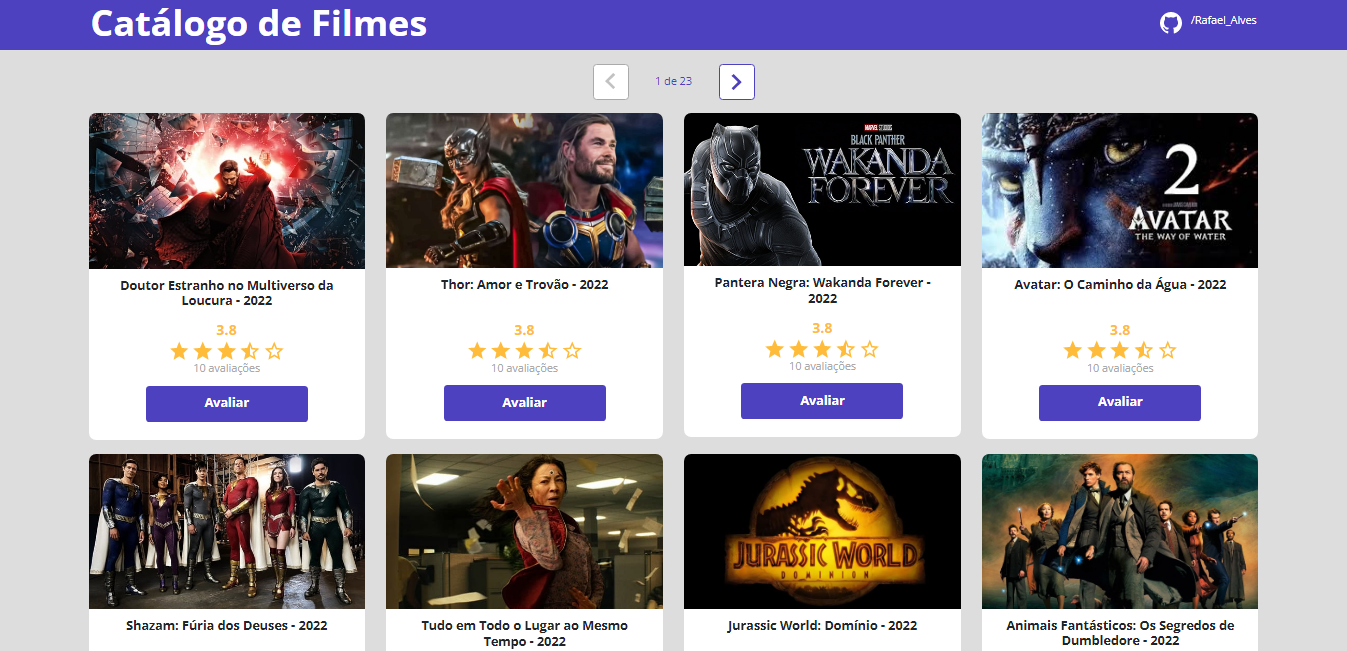 Catálogo de Filmes
/Rafael_Alves
1 de 23
MARVEL STUDIOS
BLACK PANTHER
WAKANDA
FOREVER
2
AVATAR
THE WAY OF WATER
Doutor Estranho no Multiverso da
Loucura - 2022
3.8
10 avaliações
Avaliar
Thor: Amor e Trovão - 2022
3.8
10 avaliações
Avaliar
Pantera Negra: Wakanda Forever -
2022
3.8
10 avaliações
Avaliar
Avatar: O Caminho da Água - 2022
3.8
10 avaliações
Avaliar
JURASSIC WORLD
DOMINION
Shazam: Fúria dos Deuses - 2022
Tudo em Todo o Lugar ao Mesmo
Tempo - 2022
Jurassic World: Domínio - 2022
Animais Fantásticos: Os Segredos de
Dumbledore - 2022